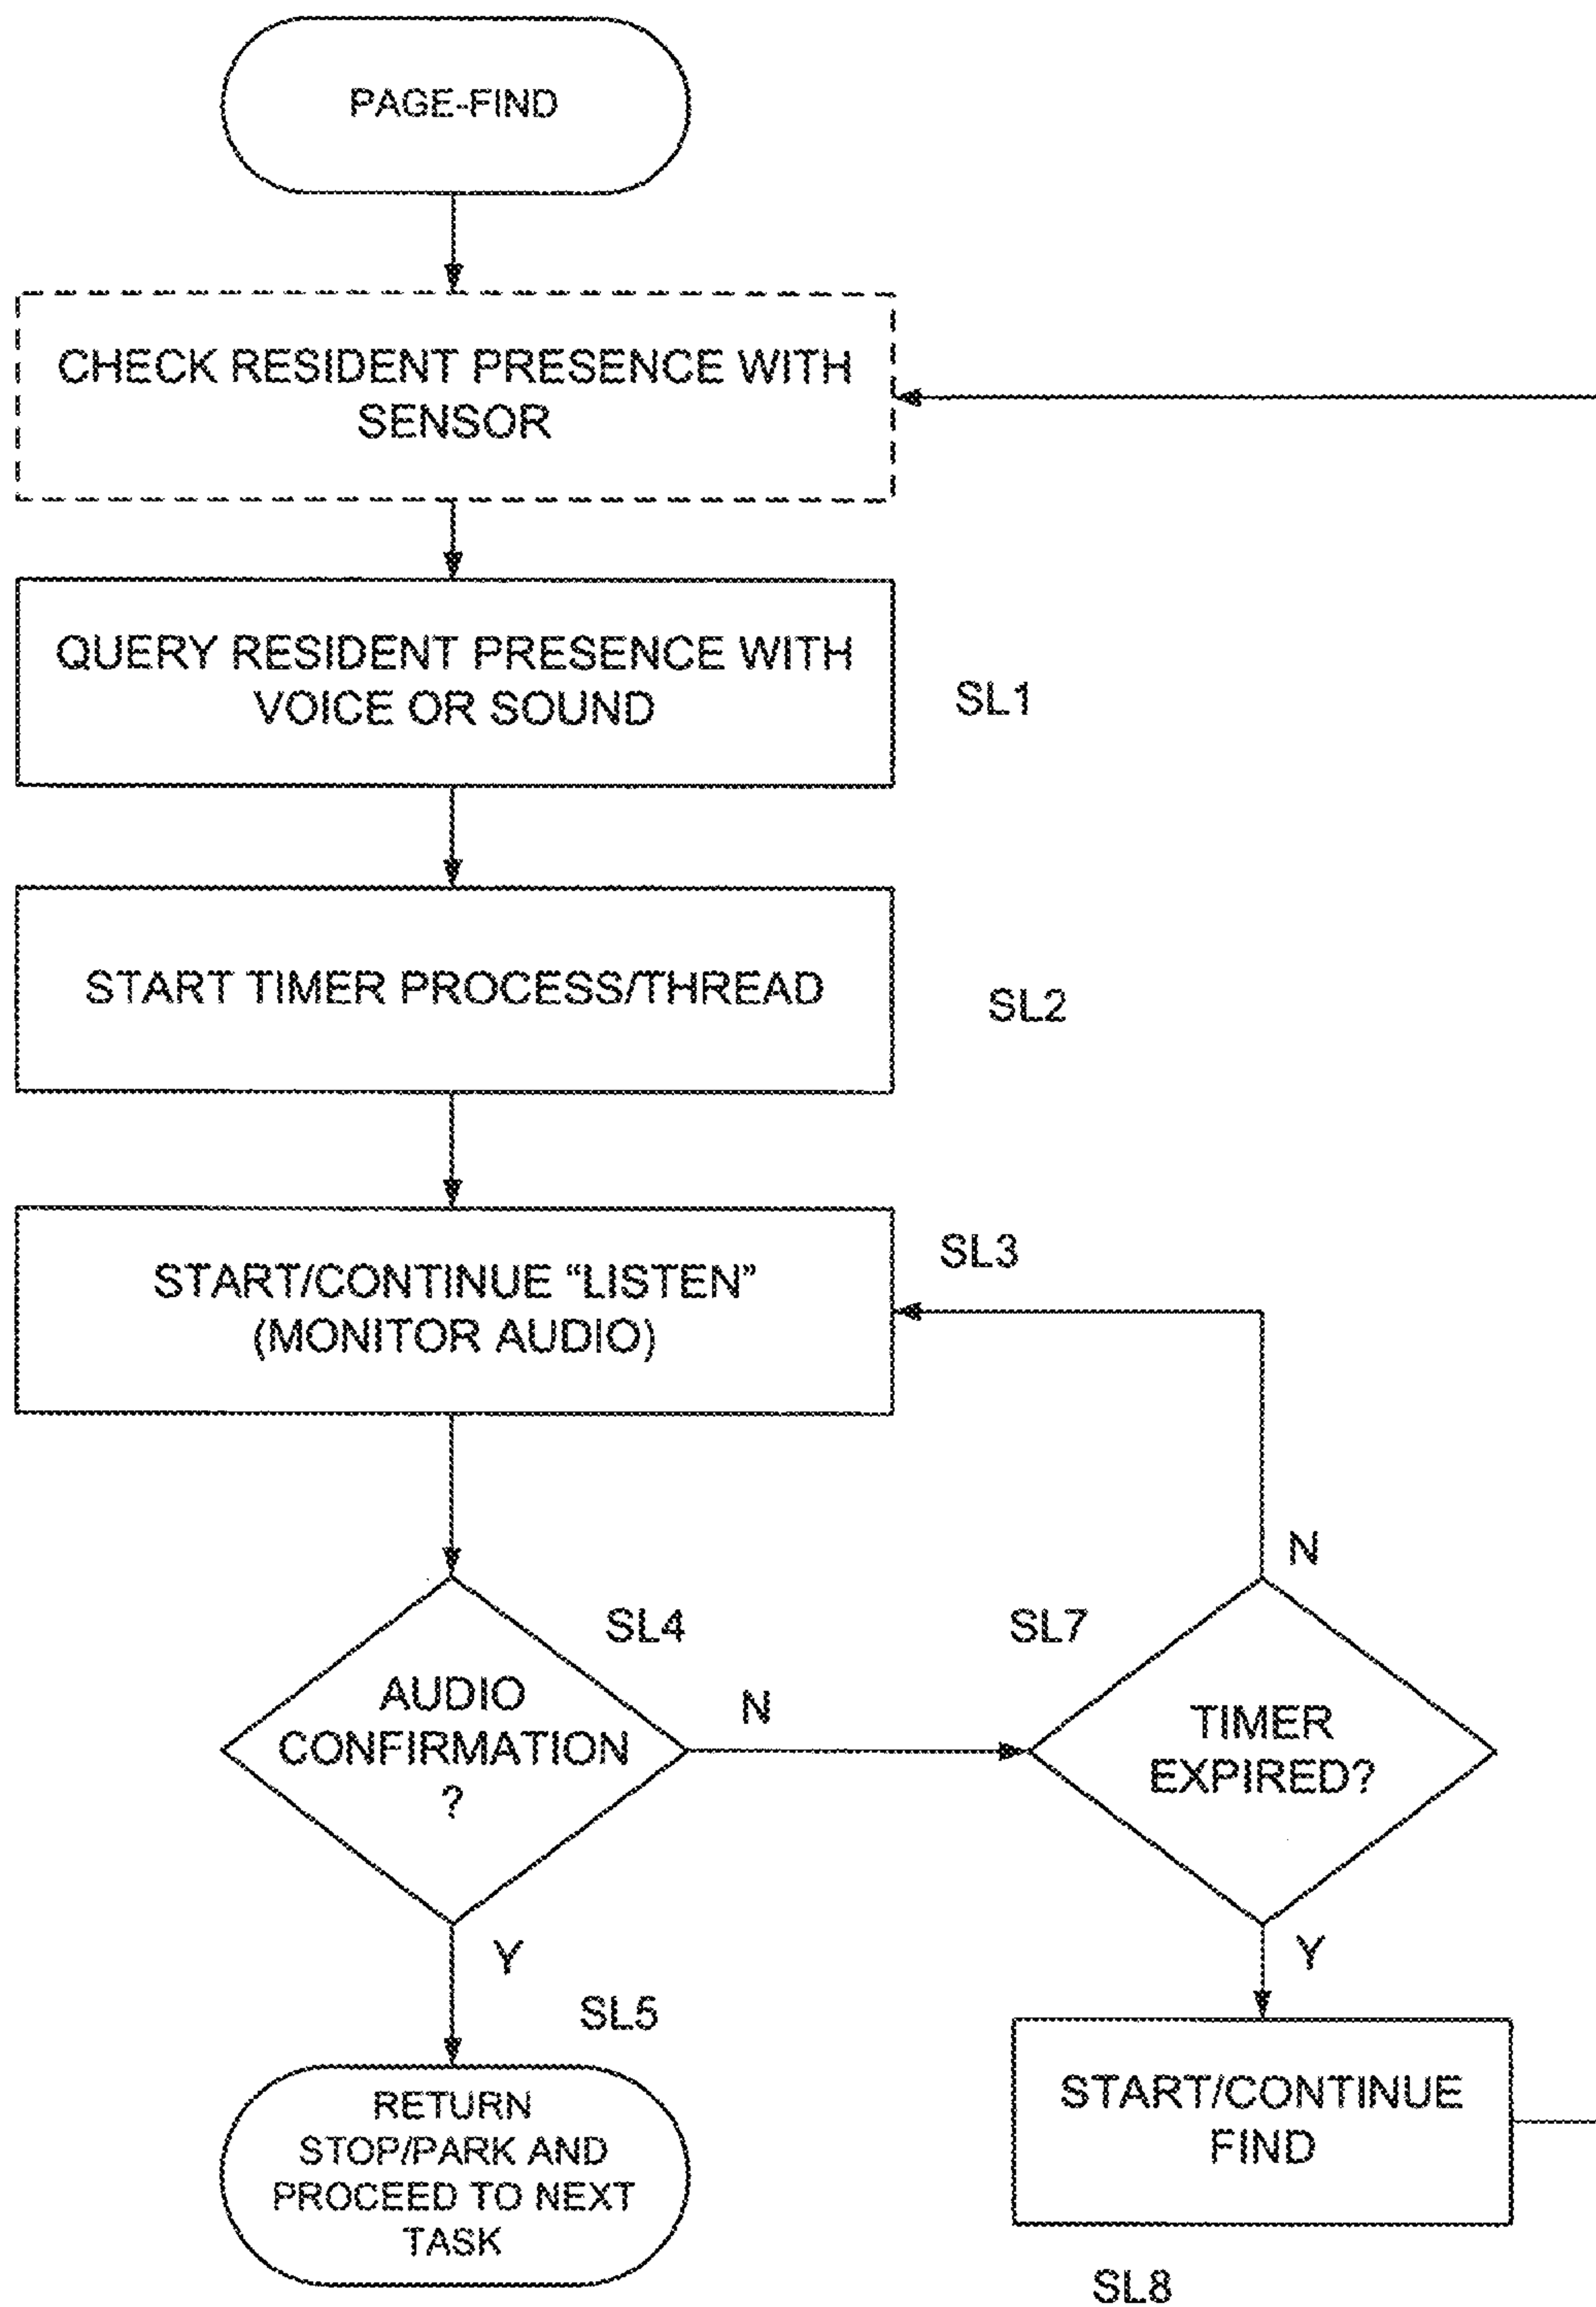 PAGE-FIND
CHECK RESIDENT PRESENCE WITH
SENSOR
QUERY RESIDENT PRESENCE WITH
VOICE OR SOUND
SL1
START TIMER PROCESS/THREAD
SL2
SL3
START/CONTINUE “LISTEN”
(MONITOR AUDIO)
N
SL4
SL7
AUDIO
CONFIRMATION
?
N
TIMER
EXPIRED?
Y
Y
SL5
RETURN
STOP/PARK AND
PROCEED TO NEXT
TASK
START/CONTINUE
FIND
SL8